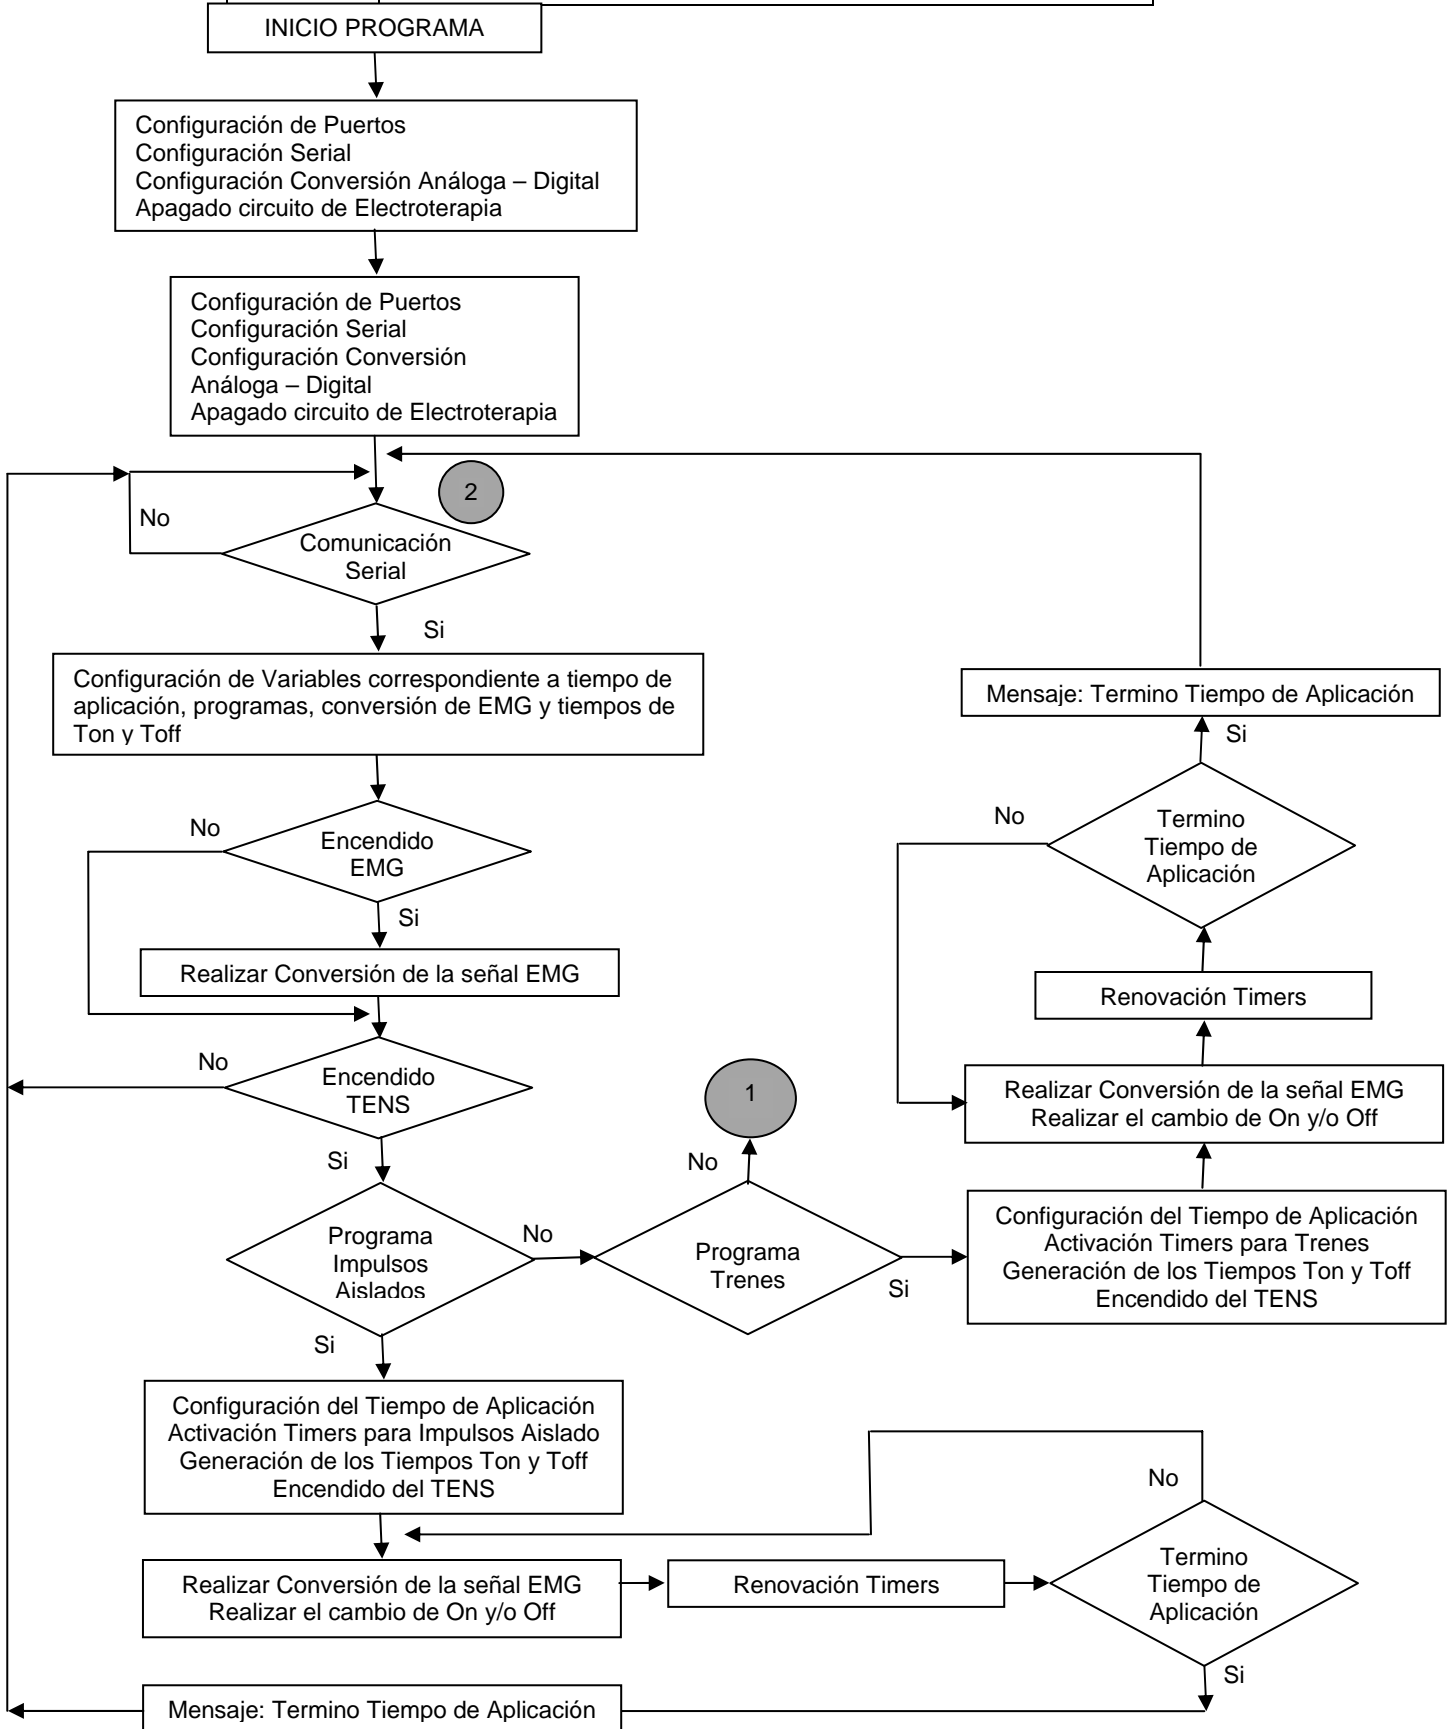 INICIO PROGRAMA
Configuración de Puertos
Configuración Serial
Configuración Conversión Análoga – Digital
Apagado circuito de Electroterapia
Configuración de Puertos
Configuración Serial
Configuración Conversión
Análoga – Digital
Apagado circuito de Electroterapia
2
No
Comunicación
Serial
Si
Configuración de Variables correspondiente a tiempo de
aplicación, programas, conversión de EMG y tiempos de
Ton y Toff
Mensaje: Termino Tiempo de Aplicación
Si
No
Encendido
EMG
Si
No
Termino
Tiempo de
Aplicación
Realizar Conversión de la señal EMG
Renovación Timers
No
Encendido
TENS
Si
1
No
Realizar Conversión de la señal EMG
Realizar el cambio de On y/o Off
Programa
Impulsos
Aislados
No
Si
Programa
Trenes
Si
Configuración del Tiempo de Aplicación
Activación Timers para Trenes
Generación de los Tiempos Ton y Toff
Encendido del TENS
Configuración del Tiempo de Aplicación
Activación Timers para Impulsos Aislado
Generación de los Tiempos Ton y Toff
Encendido del TENS
No
Realizar Conversión de la señal EMG
Realizar el cambio de On y/o Off
Renovación Timers
Termino
Tiempo de
Aplicación
Si
Mensaje: Termino Tiempo de Aplicación